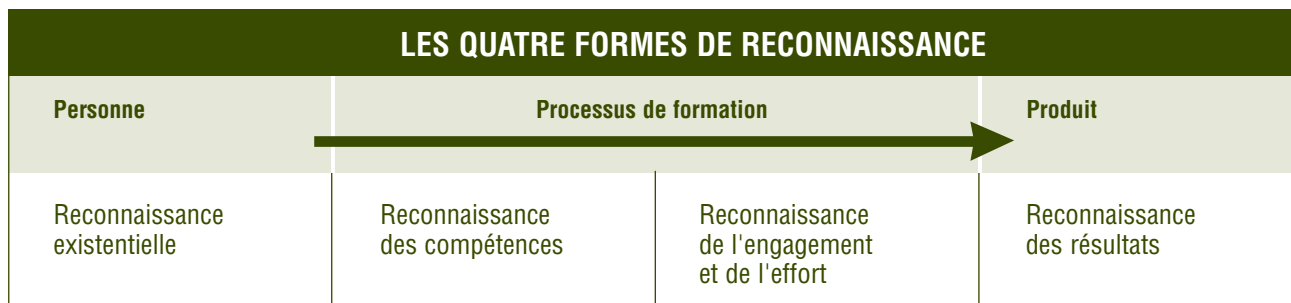 LES QUATRE FORMES DE RECONNAISSANCE
Personne
Processus de formation
Produit
Reconnaissance
existentielle
Reconnaissance
des compétences
Reconnaissance
de l'engagement
et de l'effort
Reconnaissance
des résultats